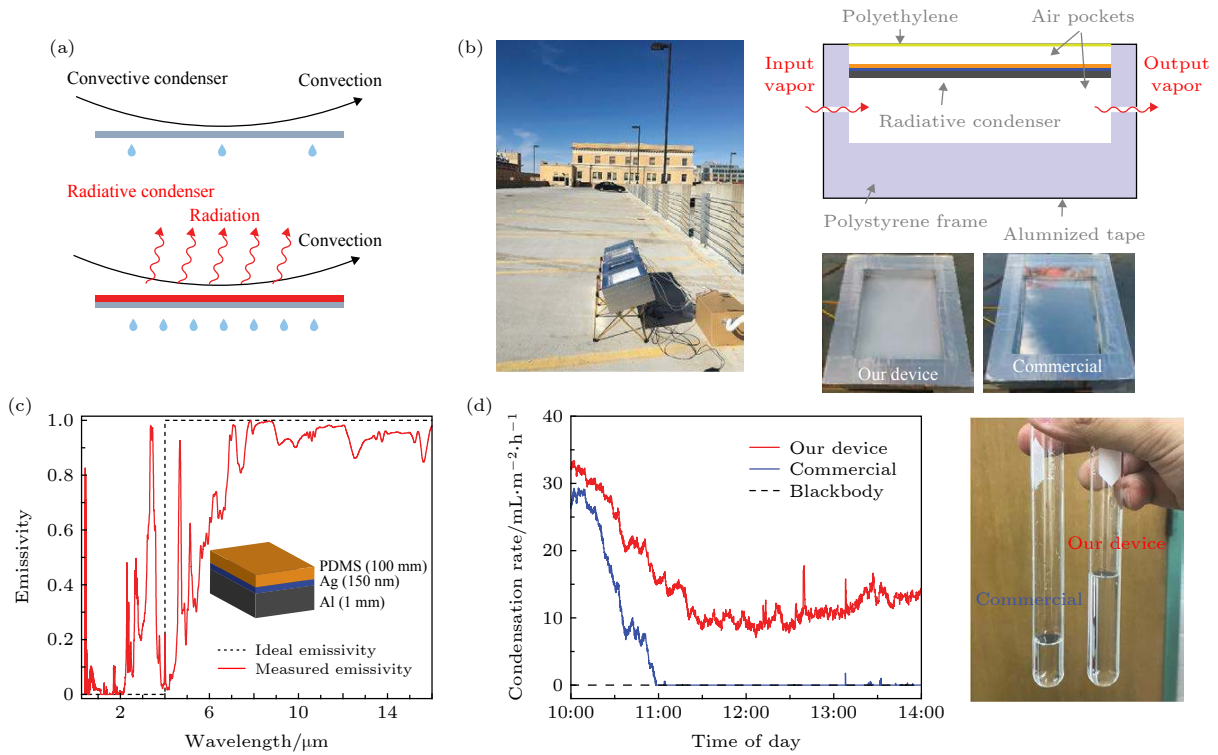 (a)
Convective condenser
Convection
Radiative condenser
Radiation
Convection
(b)
Polyethylene
Air pockets
Input
vapor
Output
vapor
Radiative condenser
Polystyrene frame
Alumnized tape
Our device
Commercial
(c)
Emissivity
1.0
0.8
0.6
0.4
0.2
0
PDMS (100 mm)
Ag (150 nm)
Al (1 mm)
Ideal emissivity
Measured emissivity
2
6
10
14
Wavelength/μm
(d)
Condensation rate/mL·m⁻²·h⁻¹
40
30
20
10
0
Our device
Commercial
Blackbody
10:00
11:00
12:00
13:00
14:00
Time of day
Our device
Commercial